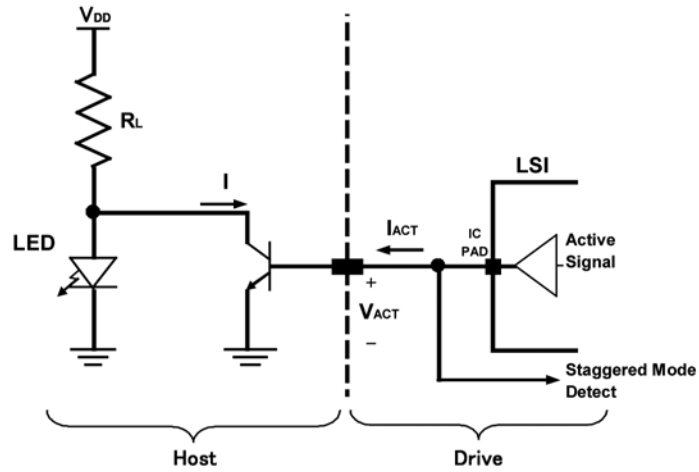 VDD
RL
I
LED
LSI
IACT
IC
PAD
Active
Signal
+
VACT
–
Staggered Mode
Detect
Host
Drive